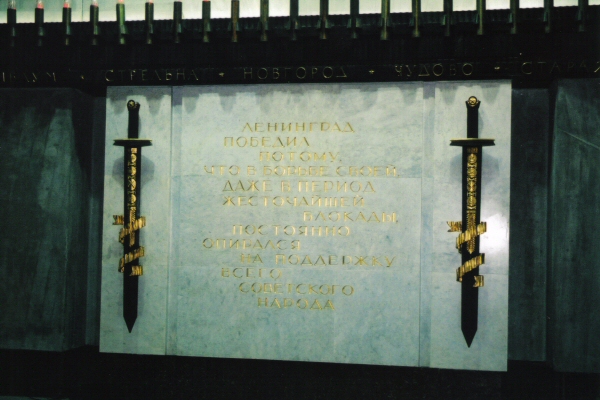 СТРЕЛЬНА НОВГОРОД ЧУДОВО
ЛЕНИНГРАД
ПОБЕДИЛ
ПОТОМУ,
ЧТО В БОРЬБЕ СВОЕЙ,
ДАЖЕ В ПЕРИОД
ЖЕСТОЧАЙШЕЙ
БЛОКАДЫ,
ПОСТОЯННО
ОПИРАЛСЯ
НА ПОДДЕРЖКУ
ВСЕГО
СОВЕТСКОГО
НАРОДА